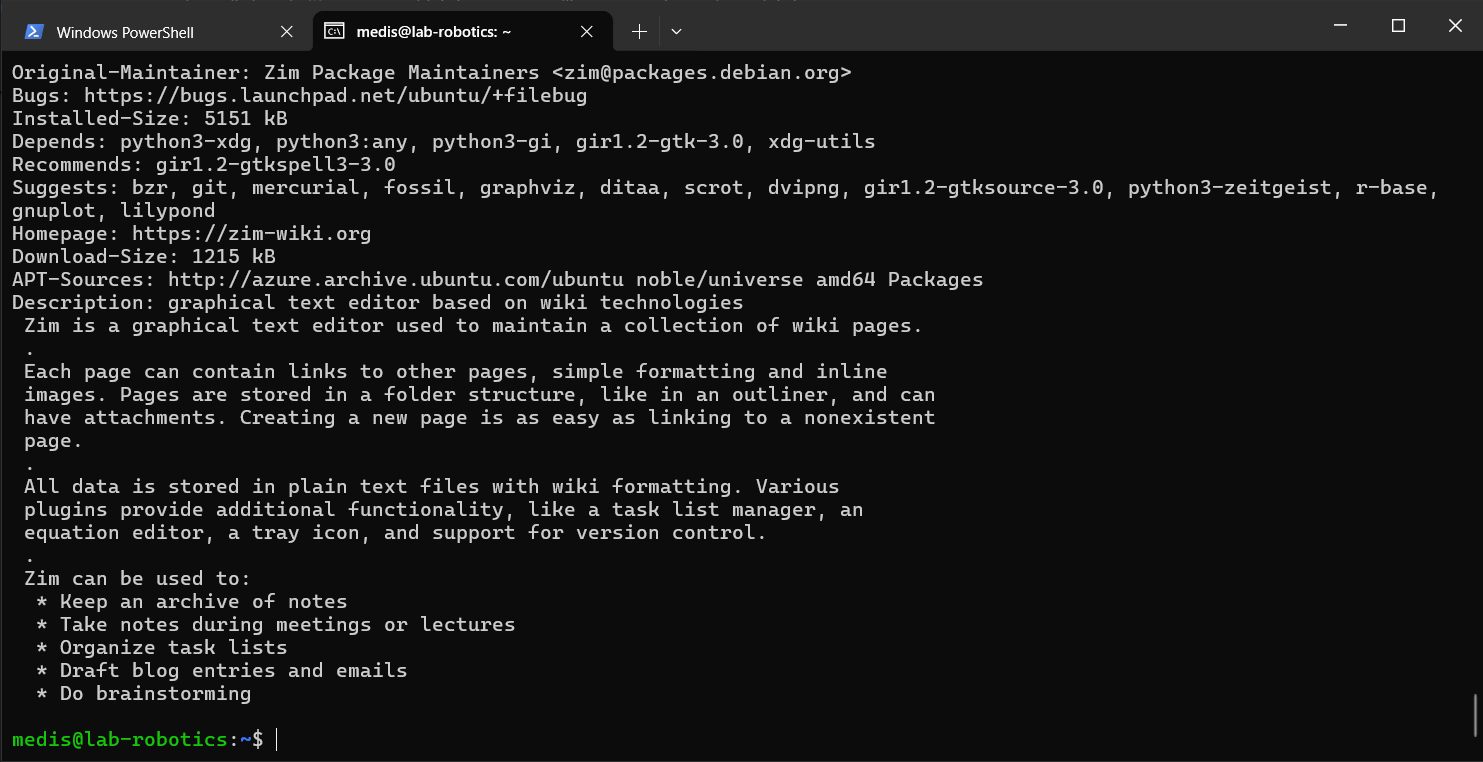 Windows PowerShell
medis@lab-robotics: ~
Original-Maintainer: Zim Package Maintainers <zim@packages.debian.org>
Bugs: https://bugs.launchpad.net/ubuntu/+filebug
Installed-Size: 5151 kB
Depends: python3-xdg, python3:any, python3-gi, gir1.2-gtk-3.0, xdg-utils
Recommends: gir1.2-gtkspell3-3.0
Suggests: bzr, git, mercurial, fossil, graphviz, ditaa, scrot, dvipng, gir1.2-gtksource-3.0, python3-zeitgeist, r-base,
gnuplot, lilypond
Homepage: https://zim-wiki.org
Download-Size: 1215 kB
APT-Sources: http://azure.archive.ubuntu.com/ubuntu noble/universe amd64 Packages
Description: graphical text editor based on wiki technologies
 Zim is a graphical text editor used to maintain a collection of wiki pages.
 .
 Each page can contain links to other pages, simple formatting and inline
 images. Pages are stored in a folder structure, like in an outliner, and can
 have attachments. Creating a new page is as easy as linking to a nonexistent
 page.
 .
 All data is stored in plain text files with wiki formatting. Various
 plugins provide additional functionality, like a task list manager, an
 equation editor, a tray icon, and support for version control.
 .
 Zim can be used to:
  * Keep an archive of notes
  * Take notes during meetings or lectures
  * Organize task lists
  * Draft blog entries and emails
  * Do brainstorming
medis@lab-robotics:~$